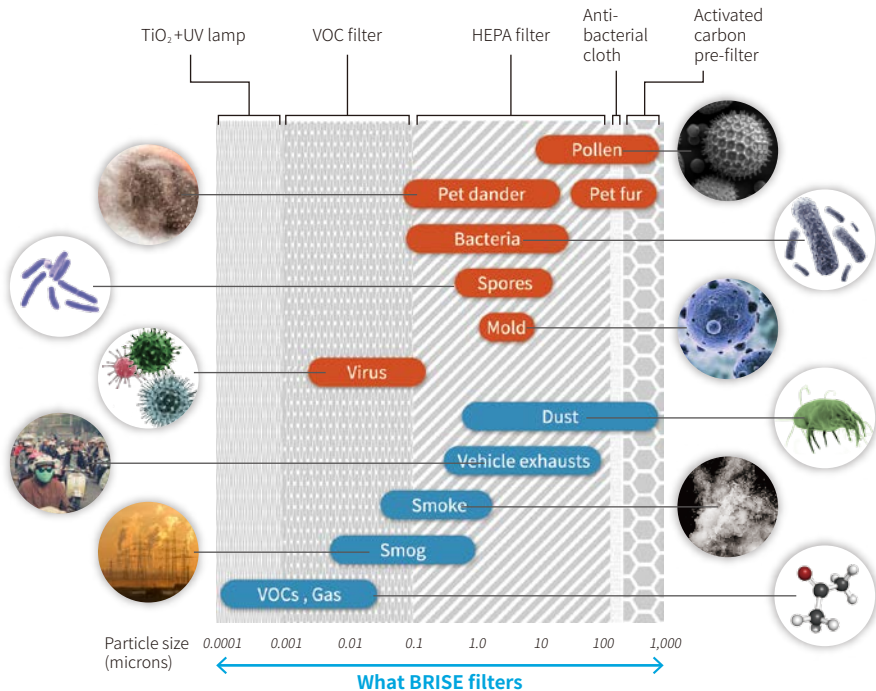 TiO₂+UV lamp
VOC filter
HEPA filter
Anti-
bacterial
cloth
Activated
carbon
pre-filter
Pollen
Pet dander
Pet fur
Bacteria
Spores
Mold
Virus
Dust
Vehicle exhausts
Smoke
Smog
VOCs , Gas
Particle size
(microns)
0.0001 0.001 0.01 0.1 1.0 10 100 1,000
What BRISE filters